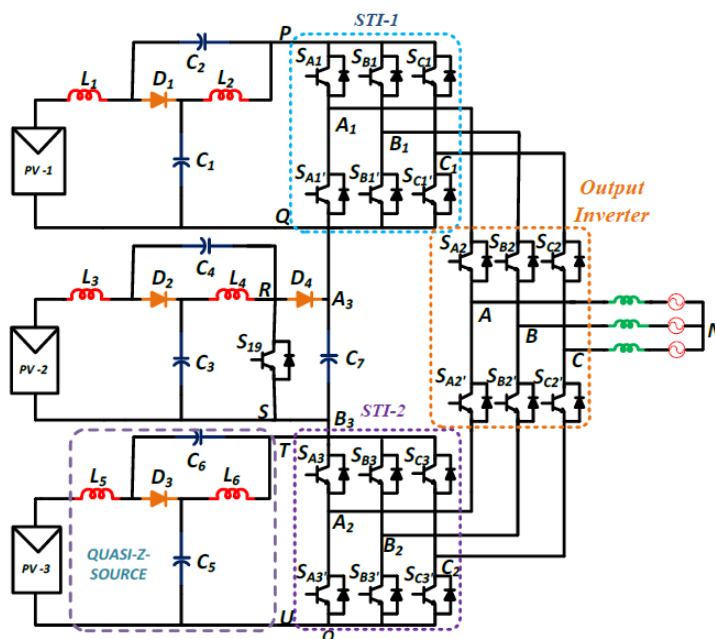 P
STI-1
C2
L1
D1
L2
SA1
SB1
SC1
A1
B1
C1
PV -1
C1
SA1'
SB1'
SC1'
Q
Output
Inverter
C4
SA2
SB2
SC2
L3
D2
L4
R
D4
A3
A
N
PV -2
C3
S19
C7
B
C
S
B3
STI-2
SA2'
SB2'
SC2'
C6
T
L5
D3
L6
SA3
SB3
SC3
A2
B2
C2
PV -3
QUASI-Z-
SOURCE
C5
SA3'
SB3'
SC3'
U
O